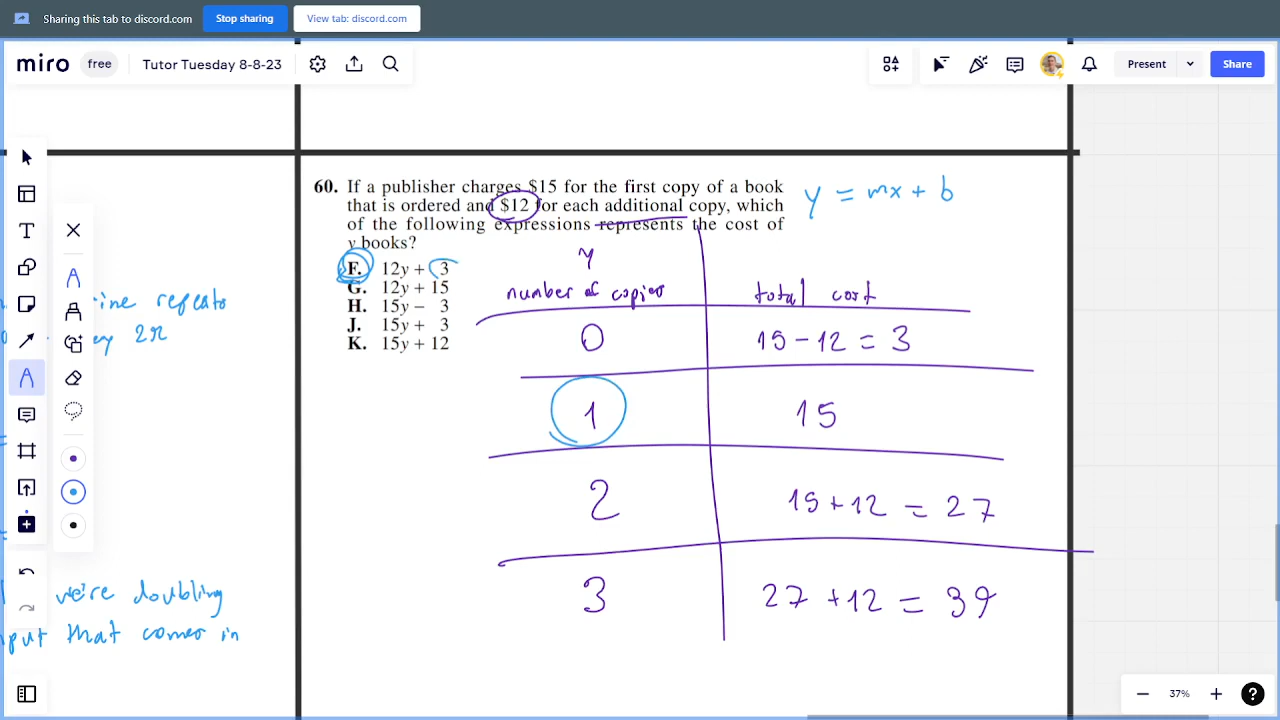 Sharing this tab to discord.com
Stop sharing
View tab: discord.com
miro
free
Tutor Tuesday 8-8-23
Present
Share
60. If a publisher charges $15 for the first copy of a book
that is ordered and $12 for each additional copy, which
of the following expressions represents the cost of
y books?
F. 12y + 3
G. 12y + 15
H. 15y − 3
J. 15y + 3
K. 15y + 12
y = mx + b
y
number of copies
total cost
0
15 − 12 = 3
1
15
2
15 + 12 = 27
3
27 + 12 = 39
ine repeats
2π
we're doubling
that comes in
37%